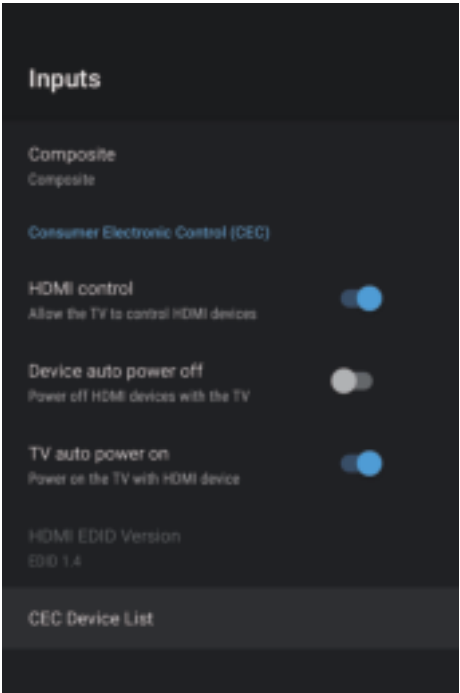 Inputs
Composite
Composite
Consumer Electronic Control (CEC)
HDMI control
Allow the TV to control HDMI devices
Device auto power off
Power off HDMI devices with the TV
TV auto power on
Power on the TV with HDMI device
HDMI EDID Version
EDID 1.4
CEC Device List